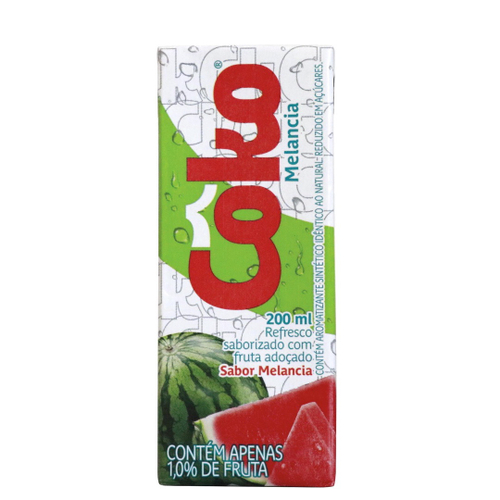 Coko®
Melancia
CONTÉM AROMATIZANTE SINTÉTICO IDÊNTICO AO NATURAL. REDUZIDO EM AÇÚCARES.
200 ml
Refresco
saborizado com
fruta adoçado
Sabor Melancia
CONTÉM APENAS
1,0% DE FRUTA